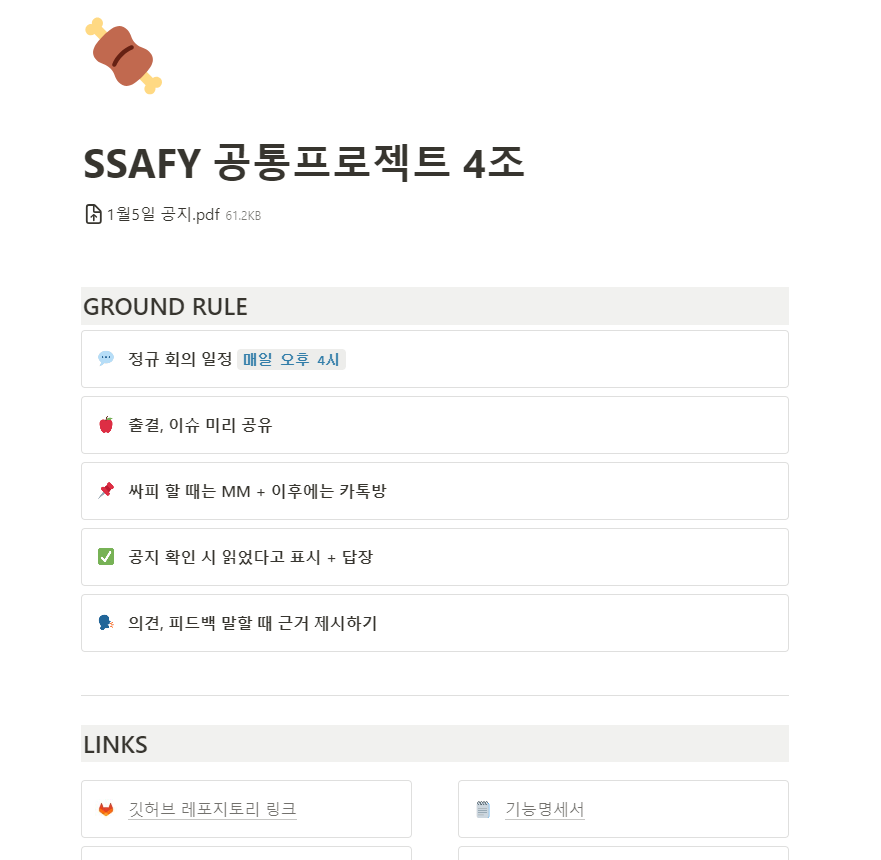 SSAFY 공통프로젝트 4조
1월5일 공지.pdf 61.2KB
GROUND RULE
정규 회의 일정 매일 오후 4시
출결, 이슈 미리 공유
싸피 할 때는 MM + 이후에는 카톡방
공지 확인 시 읽었다고 표시 + 답장
의견, 피드백 말할 때 근거 제시하기
LINKS
깃허브 레포지토리 링크
기능명세서